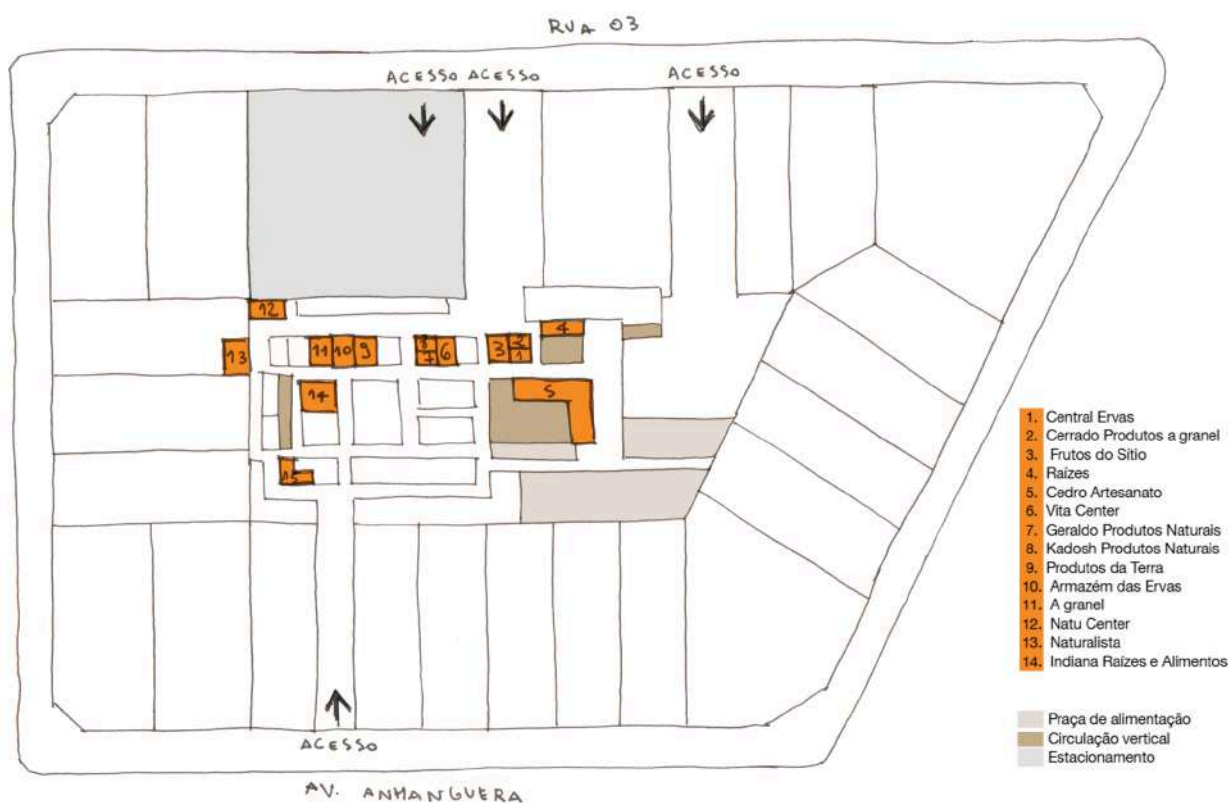 RUA 03
ACESSO ACESSO ACESSO
12
4
13 11 10 9 8 7 6 3 2 1
14 5
15
1. Central Ervas
2. Cerrado Produtos a granel
3. Frutos do Sítio
4. Raízes
5. Cedro Artesanato
6. Vita Center
7. Geraldo Produtos Naturais
8. Kadosh Produtos Naturais
9. Produtos da Terra
10. Armazém das Ervas
11. A granel
12. Natu Center
13. Naturalista
14. Indiana Raízes e Alimentos
Praça de alimentação
Circulação vertical
Estacionamento
ACESSO
AV. ANHANGUERA